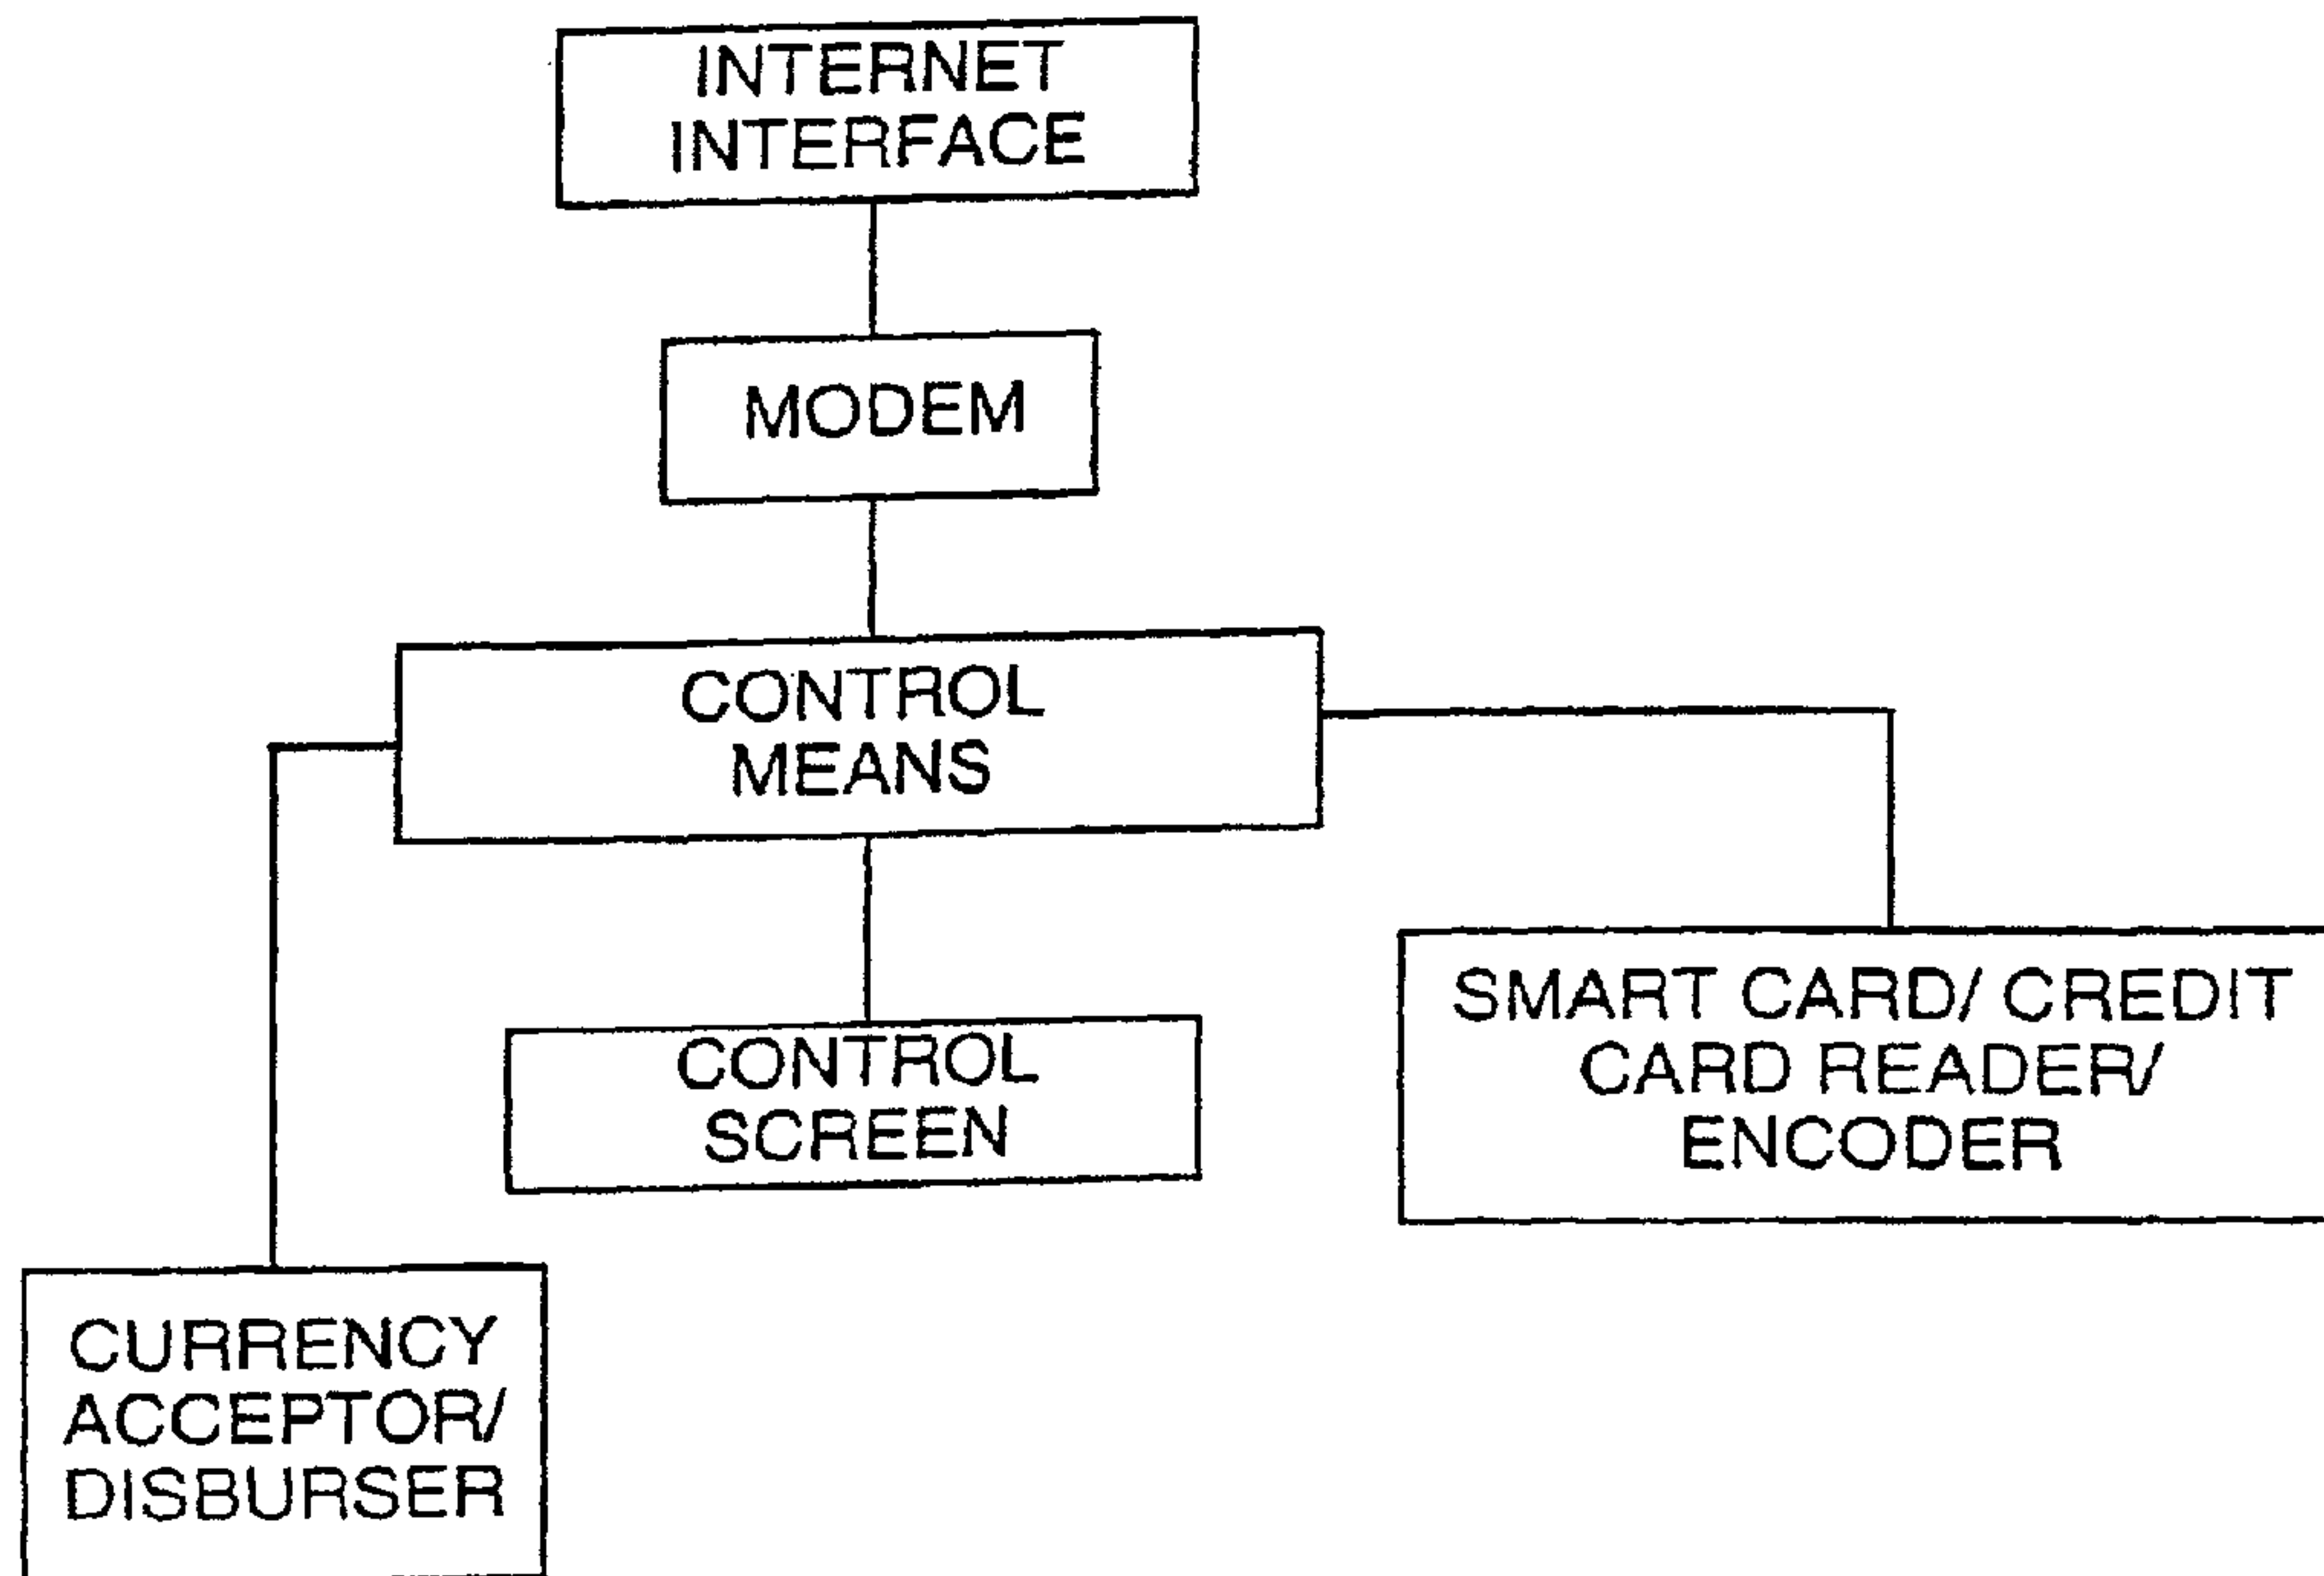 INTERNET
INTERFACE
MODEM
CONTROL
MEANS
CONTROL
SCREEN
SMART CARD/ CREDIT
CARD READER/
ENCODER
CURRENCY
ACCEPTOR/
DISBURSER